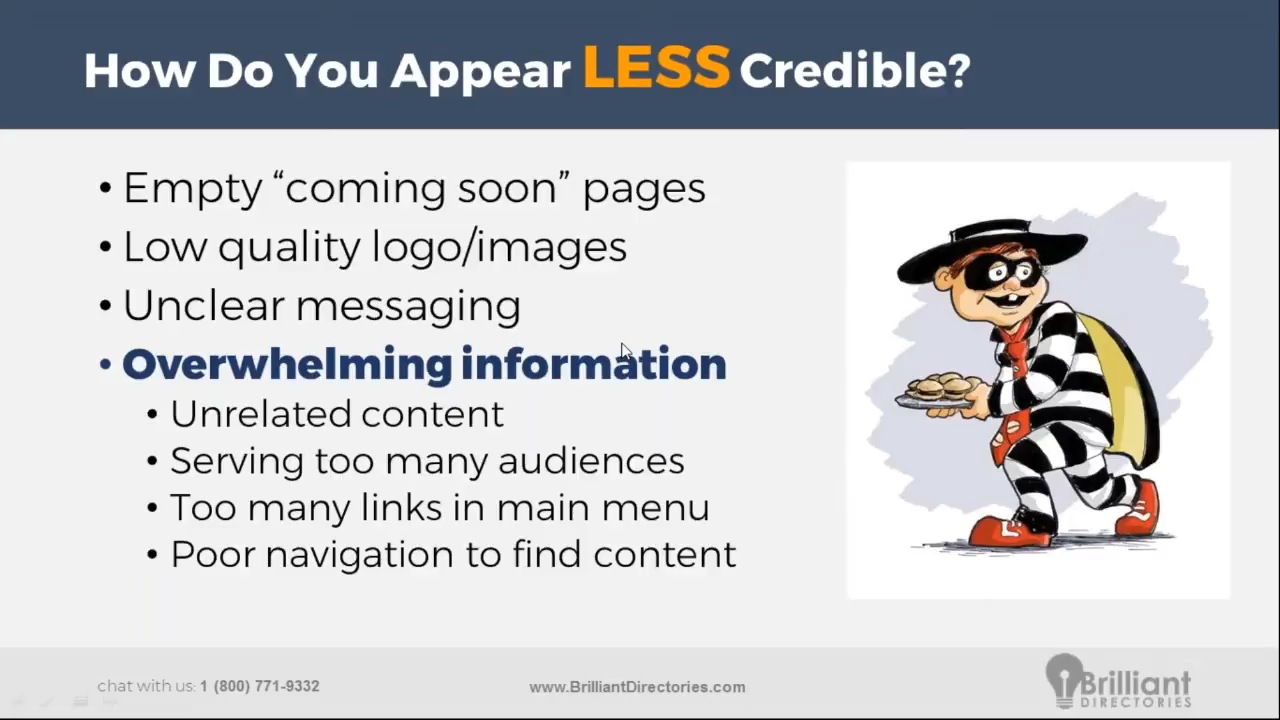 How Do You Appear LESS Credible?
• Empty “coming soon” pages
• Low quality logo/images
• Unclear messaging
• Overwhelming information
• Unrelated content
• Serving too many audiences
• Too many links in main menu
• Poor navigation to find content
chat with us: 1 (800) 771-9332
www.BrilliantDirectories.com
Brilliant
DIRECTORIES